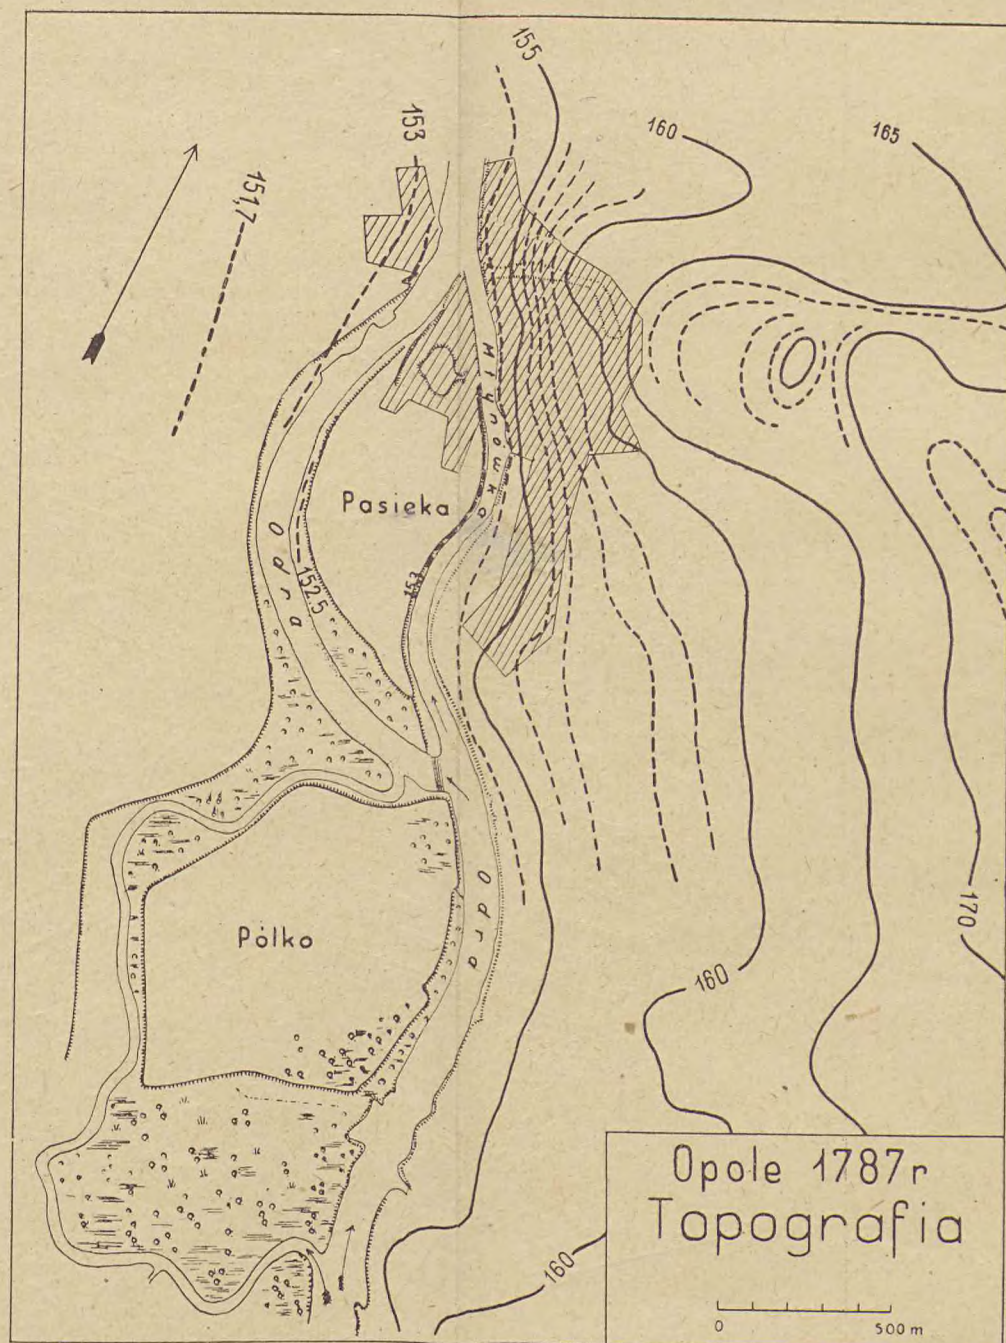 155
160
165
153
151,7
Młynówka
Pasieka
Odra
152.5
153
Odra
Pólko
170
160
160
Opole 1787r
Topografia
0 500 m